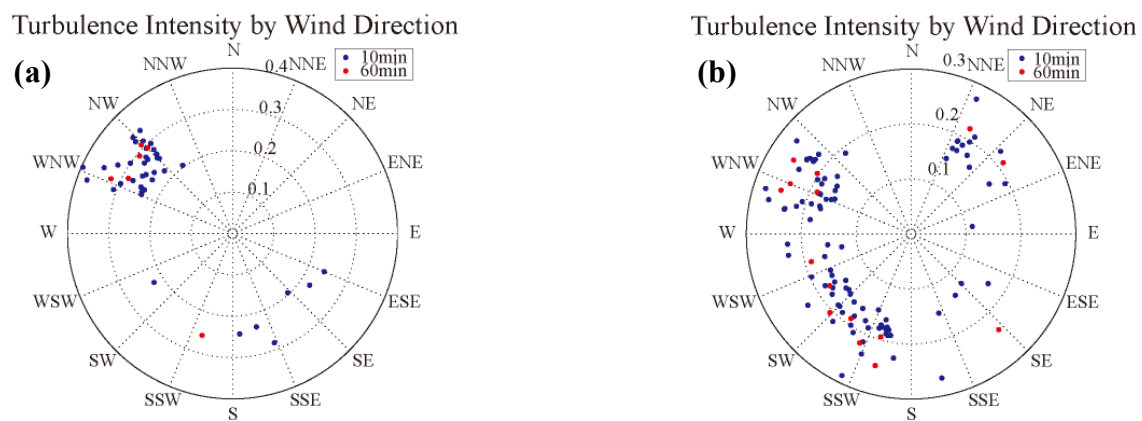 Turbulence Intensity by Wind Direction
(a)
10min
60min
N
NNE
NE
ENE
E
ESE
SE
SSE
S
SSW
SW
WSW
W
WNW
NW
NNW
0.4
0.3
0.2
0.1
Turbulence Intensity by Wind Direction
(b)
10min
60min
N
NNE
NE
ENE
E
ESE
SE
SSE
S
SSW
SW
WSW
W
WNW
NW
NNW
0.3
0.2
0.1